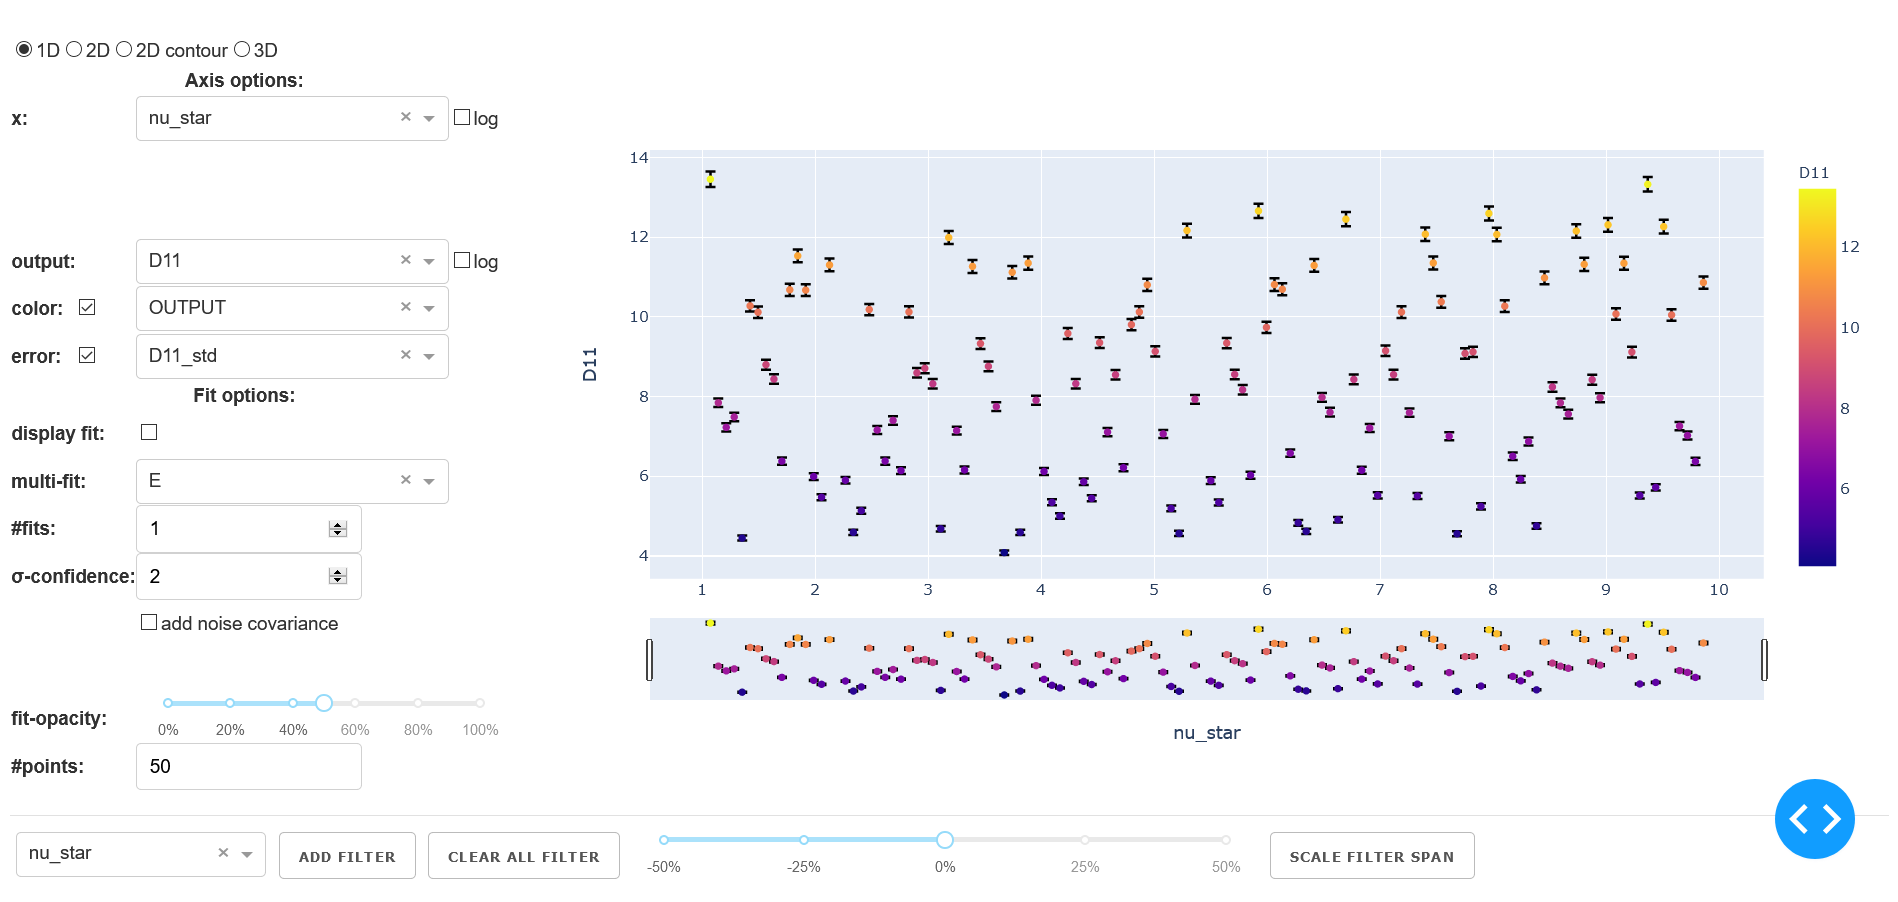 1D 2D 2D contour 3D
Axis options:
x: nu_star × log
output: D11 × log
color: OUTPUT ×
error: D11_std ×
Fit options:
display fit:
multi-fit: E ×
#fits: 1
σ-confidence: 2
add noise covariance
fit-opacity:
0% 20% 40% 60% 80% 100%
#points: 50
D11
14
12
10
8
6
4
1 2 3 4 5 6 7 8 9 10
nu_star
D11
12
10
8
6
nu_star × ADD FILTER CLEAR ALL FILTER
-50% -25% 0% 25% 50%
SCALE FILTER SPAN